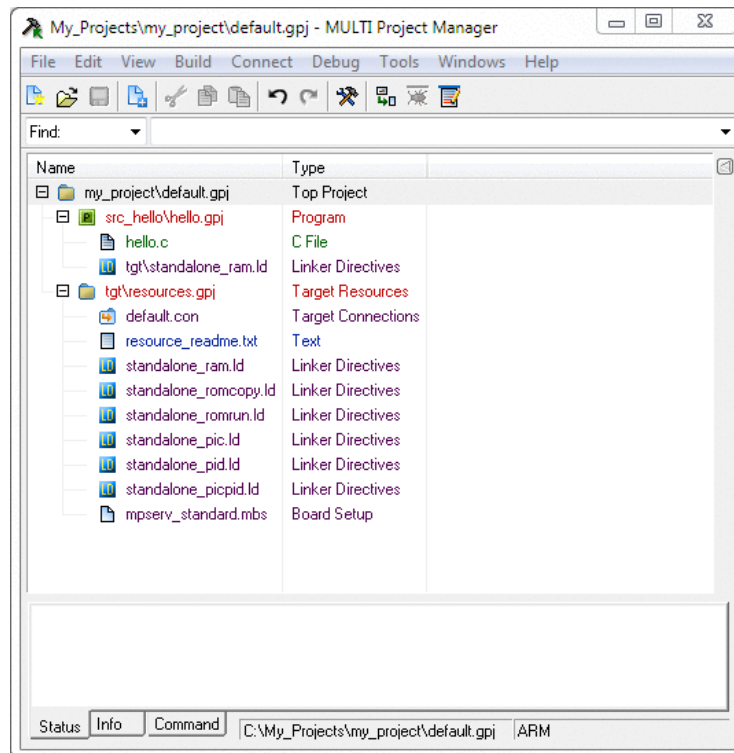 My_Projects\my_project\default.gpj - MULTI Project Manager
File Edit View Build Connect Debug Tools Windows Help
Find:
Name Type
my_project\default.gpj Top Project
src_hello\hello.gpj Program
hello.c C File
tgt\standalone_ram.ld Linker Directives
tgt\resources.gpj Target Resources
default.con Target Connections
resource_readme.txt Text
standalone_ram.ld Linker Directives
standalone_romcopy.ld Linker Directives
standalone_romrun.ld Linker Directives
standalone_pic.ld Linker Directives
standalone_pid.ld Linker Directives
standalone_picpid.ld Linker Directives
mpserv_standard.mbs Board Setup
Status Info Command C:\My_Projects\my_project\default.gpj ARM